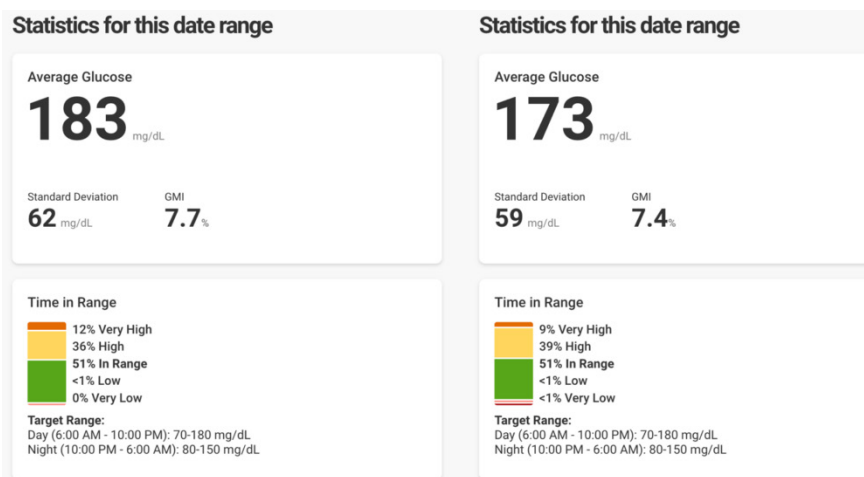 Statistics for this date range
Average Glucose
183 mg/dL
Standard Deviation GMI
62 mg/dL 7.7%
Time in Range
12% Very High
36% High
51% In Range
<1% Low
0% Very Low
Target Range:
Day (6:00 AM - 10:00 PM): 70-180 mg/dL
Night (10:00 PM - 6:00 AM): 80-150 mg/dL
Statistics for this date range
Average Glucose
173 mg/dL
Standard Deviation GMI
59 mg/dL 7.4%
Time in Range
9% Very High
39% High
51% In Range
<1% Low
<1% Very Low
Target Range:
Day (6:00 AM - 10:00 PM): 70-180 mg/dL
Night (10:00 PM - 6:00 AM): 80-150 mg/dL